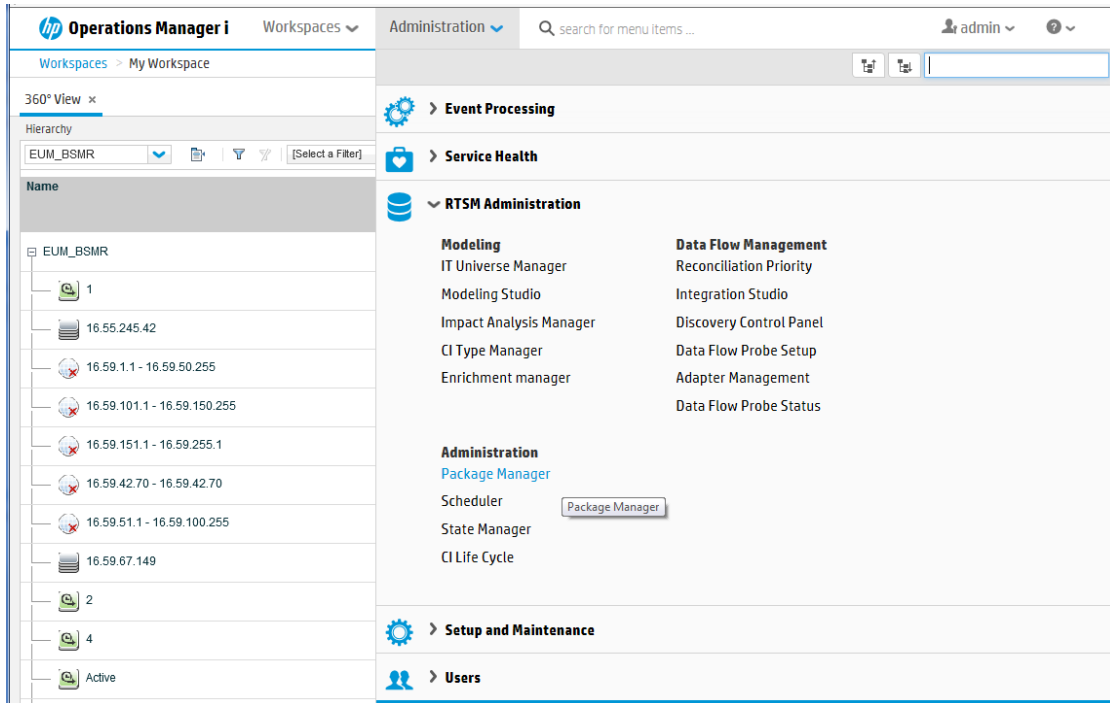 hp Operations Manager i Workspaces Administration search for menu items ... admin ?
Workspaces > My Workspace
360° View ×
Hierarchy
EUM_BSMR [Select a Filter]
Name
EUM_BSMR
1
16.55.245.42
16.59.1.1 - 16.59.50.255
16.59.101.1 - 16.59.150.255
16.59.151.1 - 16.59.255.1
16.59.42.70 - 16.59.42.70
16.59.51.1 - 16.59.100.255
16.59.67.149
2
4
Active
Event Processing
Service Health
RTSM Administration
Modeling
IT Universe Manager
Modeling Studio
Impact Analysis Manager
CI Type Manager
Enrichment manager
Data Flow Management
Reconciliation Priority
Integration Studio
Discovery Control Panel
Data Flow Probe Setup
Adapter Management
Data Flow Probe Status
Administration
Package Manager
Scheduler
Package Manager
State Manager
CI Life Cycle
Setup and Maintenance
Users